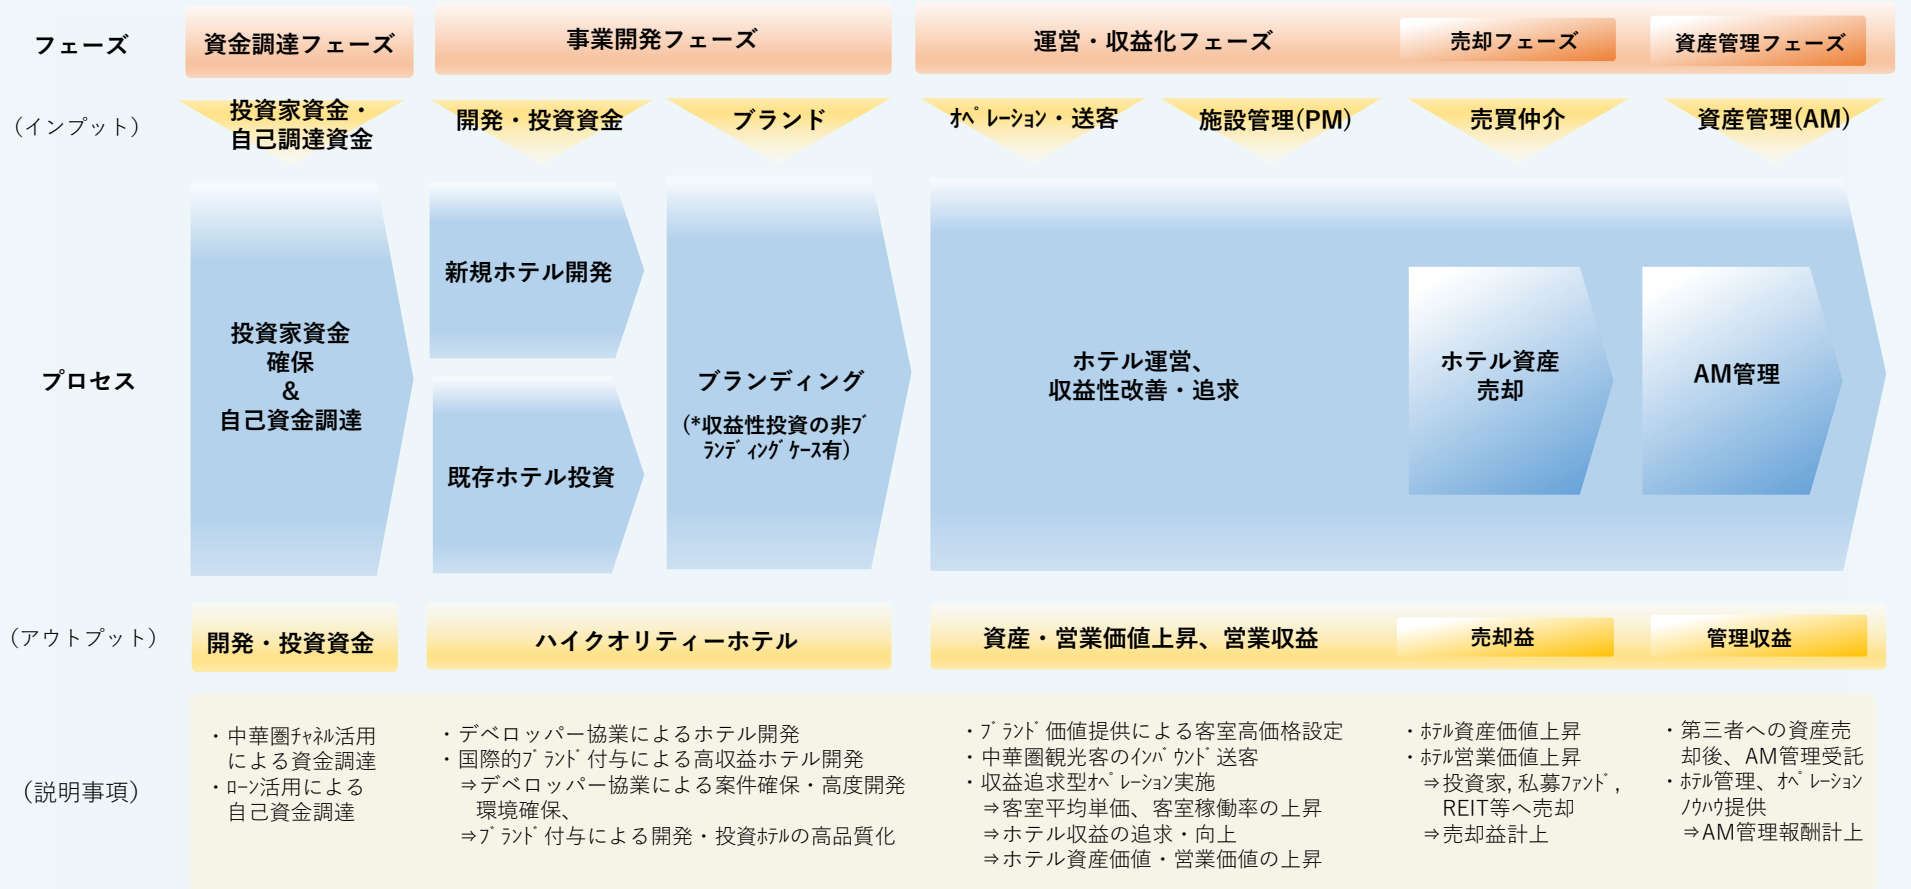 フェーズ
資金調達フェーズ
事業開発フェーズ
運営・収益化フェーズ
売却フェーズ
資産管理フェーズ
(インプット)
投資家資金・
自己調達資金
開発・投資資金
ブランド
ｵﾍﾟﾚｰｼｮﾝ・送客
施設管理(PM)
売買仲介
資産管理(AM)
プロセス
投資家資金
確保
&
自己資金調達
新規ホテル開発
既存ホテル投資
ブランディング
(*収益性投資の非ﾌﾞ
ﾗﾝﾃﾞｨﾝｸﾞｹｰｽ有)
ホテル運営、
収益性改善・追求
ホテル資産
売却
AM管理
(アウトプット)
開発・投資資金
ハイクオリティーホテル
資産・営業価値上昇、営業収益
売却益
管理収益
(説明事項)
・中華圏ﾁｬﾈﾙ活用
による資金調達
・ﾛｰﾝ活用による
自己資金調達
・デベロッパー協業によるホテル開発
・国際的ﾌﾞﾗﾝﾄﾞ付与による高収益ホテル開発
⇒デベロッパー協業による案件確保・高度開発
環境確保、
⇒ﾌﾞﾗﾝﾄﾞ付与による開発・投資ﾎﾃﾙの高品質化
・ﾌﾞﾗﾝﾄﾞ価値提供による客室高価格設定
・中華圏観光客のｲﾝﾊﾞｳﾝﾄﾞ送客
・収益追求型ｵﾍﾟﾚｰｼｮﾝ実施
⇒客室平均単価、客室稼働率の上昇
⇒ホテル収益の追求・向上
⇒ホテル資産価値・営業価値の上昇
・ﾎﾃﾙ資産価値上昇
・ﾎﾃﾙ営業価値上昇
⇒投資家, 私募ﾌｧﾝﾄﾞ,
REIT等へ売却
⇒売却益計上
・第三者への資産売
却後、AM管理受託
・ﾎﾃﾙ管理、ｵﾍﾟﾚｰｼｮﾝ
ﾉｳﾊｳ提供
⇒AM管理報酬計上